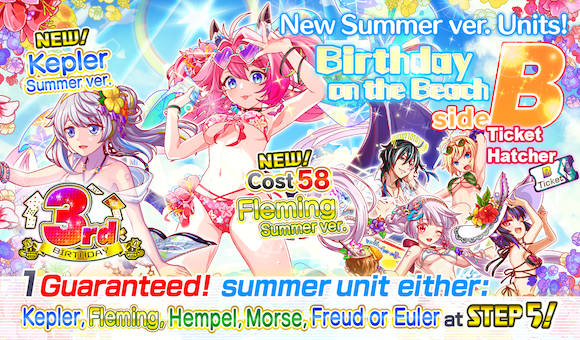 New Summer ver. Units!
NEW!
Kepler
Summer ver.
Birthday
on the Beach
side B
Ticket
Hatcher
B
Ticket
NEW!
Cost 58
Fleming
Summer ver.
3rd
BIRTHDAY
1 Guaranteed! summer unit either:
Kepler, Fleming, Hempel, Morse, Freud or Euler at STEP 5!